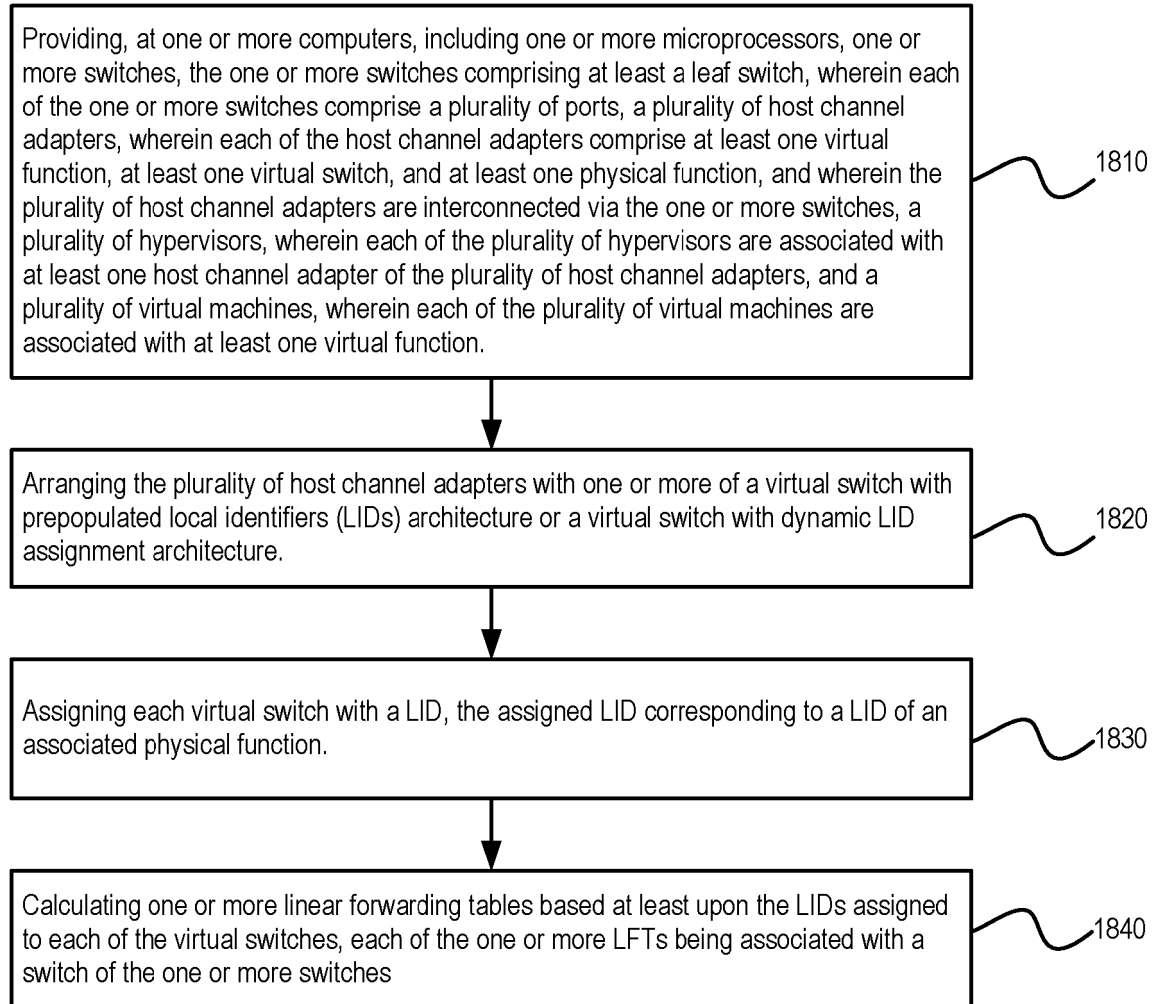 Providing, at one or more computers, including one or more microprocessors, one or
more switches, the one or more switches comprising at least a leaf switch, wherein each
of the one or more switches comprise a plurality of ports, a plurality of host channel
adapters, wherein each of the host channel adapters comprise at least one virtual
function, at least one virtual switch, and at least one physical function, and wherein the
plurality of host channel adapters are interconnected via the one or more switches, a
plurality of hypervisors, wherein each of the plurality of hypervisors are associated with
at least one host channel adapter of the plurality of host channel adapters, and a
plurality of virtual machines, wherein each of the plurality of virtual machines are
associated with at least one virtual function.
1810
Arranging the plurality of host channel adapters with one or more of a virtual switch with
prepopulated local identifiers (LIDs) architecture or a virtual switch with dynamic LID
assignment architecture.
1820
Assigning each virtual switch with a LID, the assigned LID corresponding to a LID of an
associated physical function.
1830
Calculating one or more linear forwarding tables based at least upon the LIDs assigned
to each of the virtual switches, each of the one or more LFTs being associated with a
switch of the one or more switches
1840